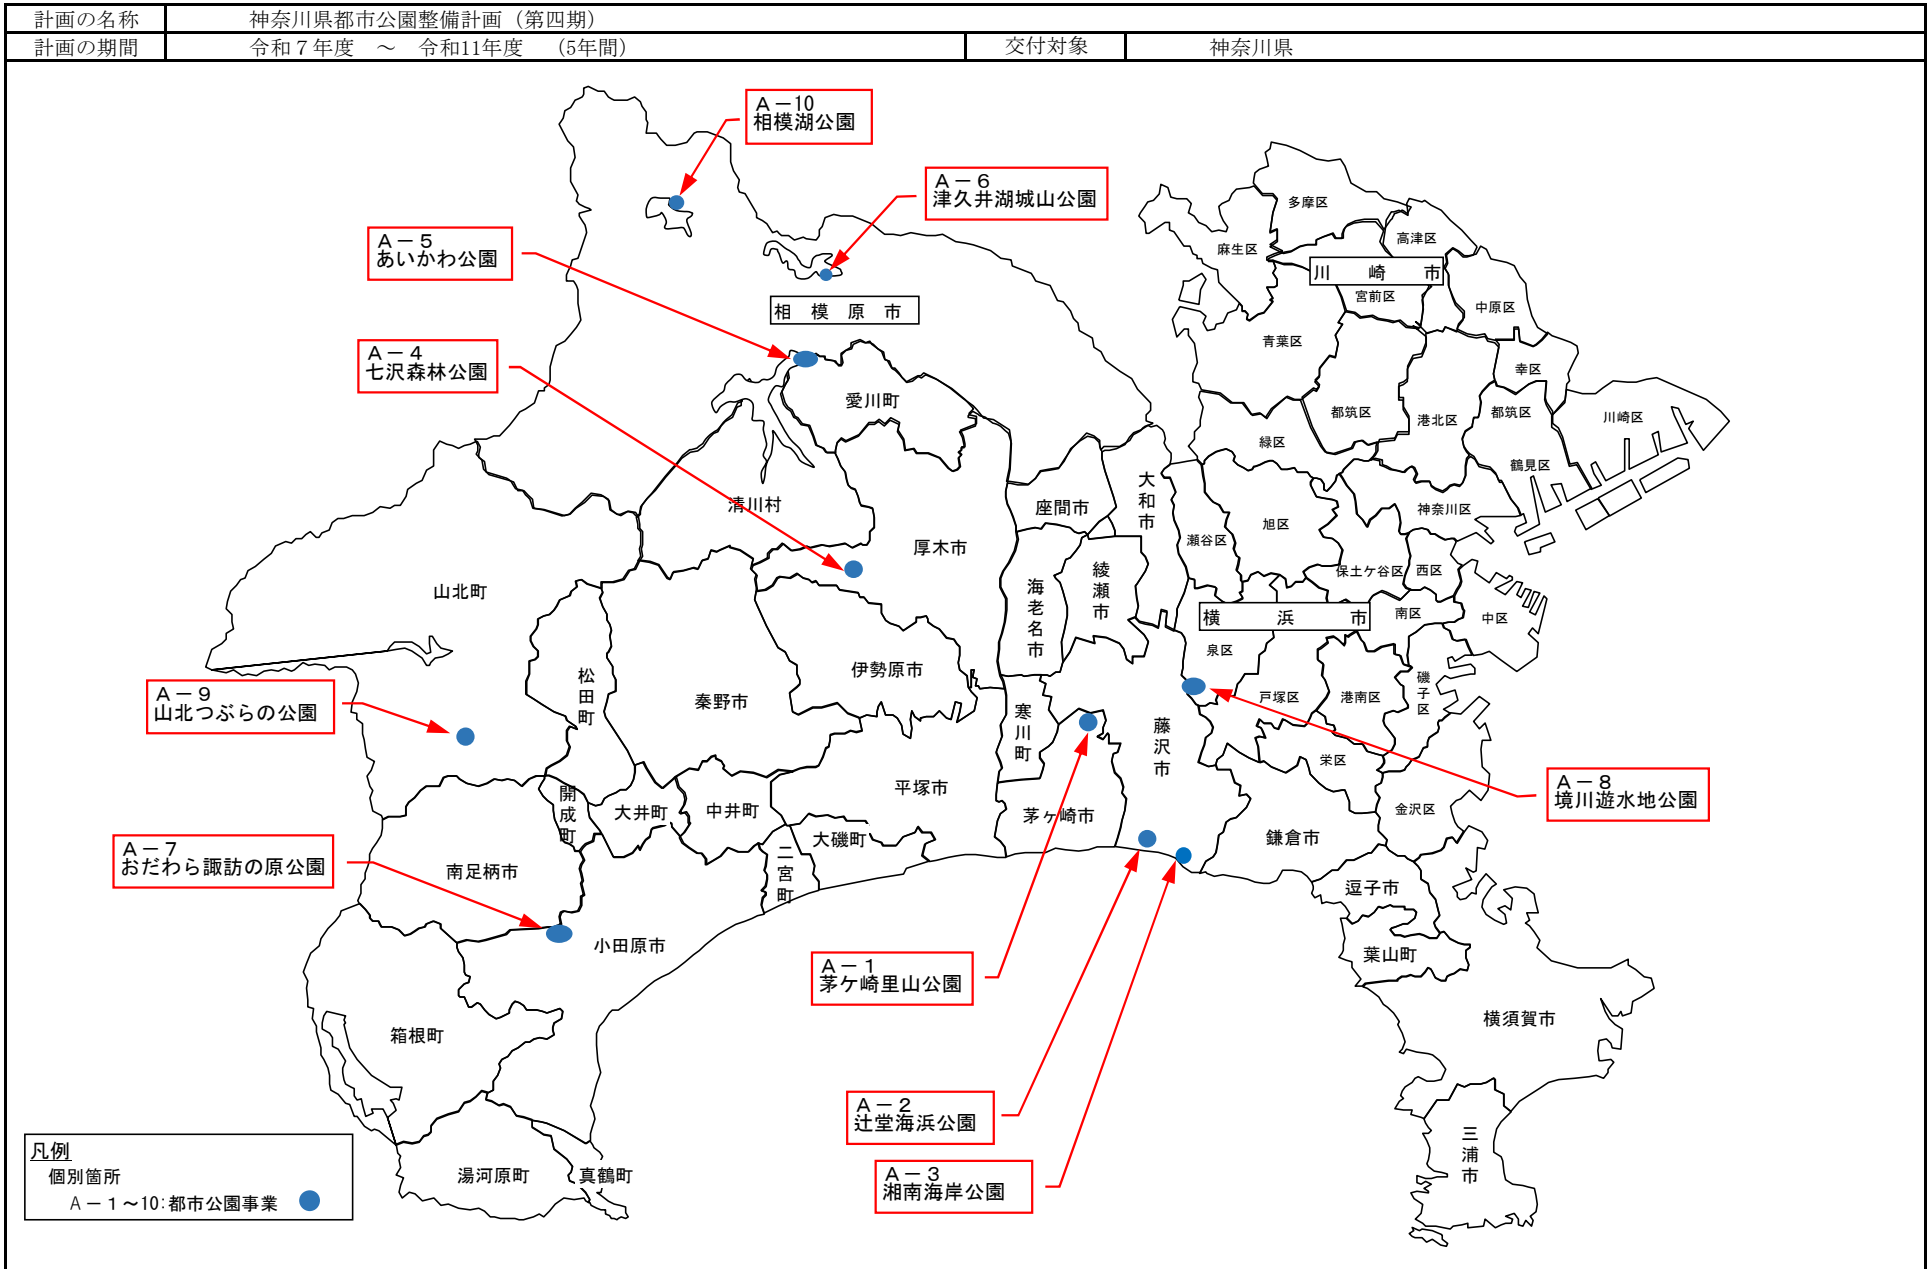 計画の名称 神奈川県都市公園整備計画（第四期）
計画の期間 令和７年度 ～ 令和11年度 （5年間） 交付対象 神奈川県
Ａ－10
相模湖公園
Ａ－６
津久井湖城山公園
Ａ－５
あいかわ公園
Ａ－４
七沢森林公園
Ａ－９
山北つぶらの公園
Ａ－７
おだわら諏訪の原公園
Ａ－１
茅ケ崎里山公園
Ａ－２
辻堂海浜公園
Ａ－３
湘南海岸公園
Ａ－８
境川遊水地公園
相模原市
川崎市
横浜市
多摩区
麻生区
高津区
宮前区
中原区
幸区
川崎区
青葉区
都筑区
港北区
都筑区
鶴見区
緑区
神奈川区
旭区
瀬谷区
保土ケ谷区
西区
南区
中区
泉区
戸塚区
港南区
磯子区
栄区
金沢区
愛川町
清川村
厚木市
座間市
大和市
海老名市
綾瀬市
山北町
松田町
秦野市
伊勢原市
寒川町
藤沢市
平塚市
茅ヶ崎市
開成町
大井町
中井町
大磯町
二宮町
鎌倉市
逗子市
葉山町
横須賀市
三浦市
南足柄市
小田原市
箱根町
湯河原町
真鶴町
凡例
個別箇所
Ａ－１～10：都市公園事業